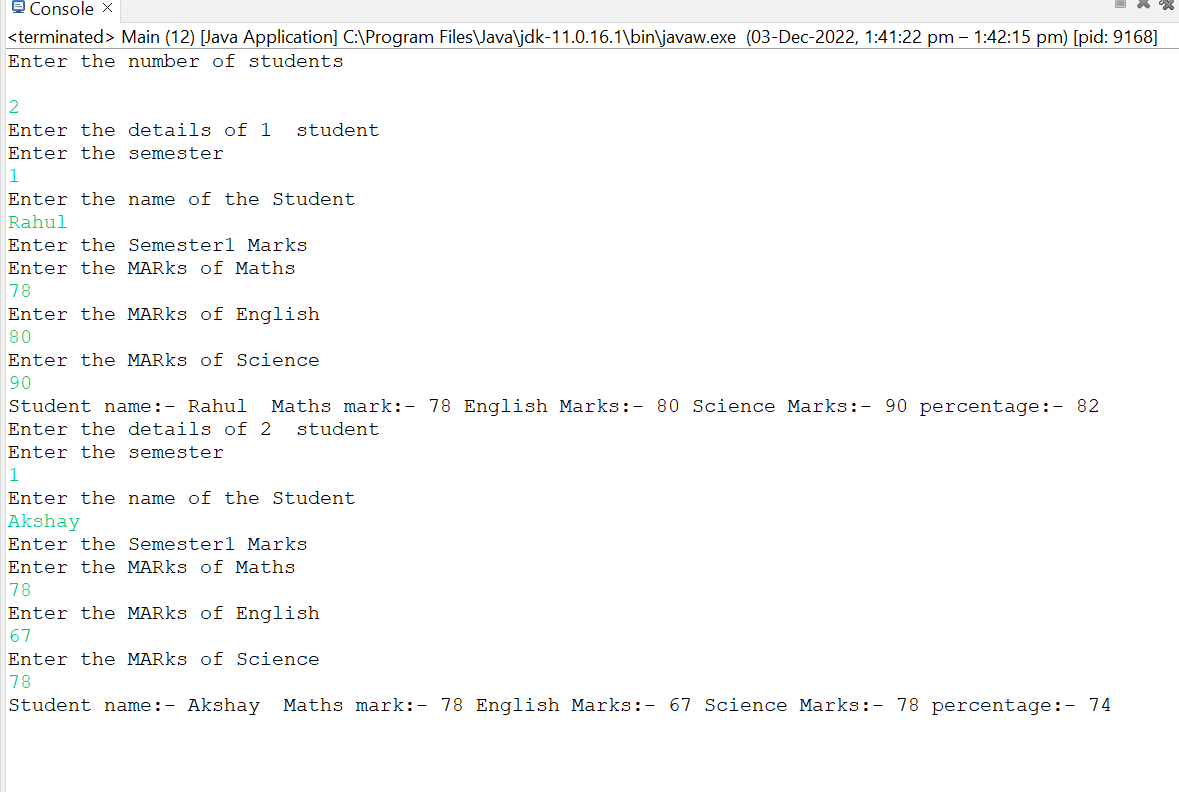 Console
<terminated> Main (12) [Java Application] C:\Program Files\Java\jdk-11.0.16.1\bin\javaw.exe (03-Dec-2022, 1:41:22 pm – 1:42:15 pm) [pid: 9168]
Enter the number of students
2
Enter the details of 1  student
Enter the semester
1
Enter the name of the Student
Rahul
Enter the Semester1 Marks
Enter the MARks of Maths
78
Enter the MARks of English
80
Enter the MARks of Science
90
Student name:- Rahul  Maths mark:- 78 English Marks:- 80 Science Marks:- 90 percentage:- 82
Enter the details of 2  student
Enter the semester
1
Enter the name of the Student
Akshay
Enter the Semester1 Marks
Enter the MARks of Maths
78
Enter the MARks of English
67
Enter the MARks of Science
78
Student name:- Akshay  Maths mark:- 78 English Marks:- 67 Science Marks:- 78 percentage:- 74